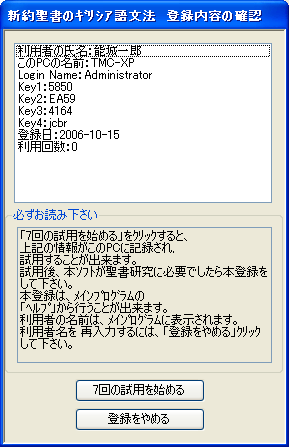 新約聖書のギリシア語文法　登録内容の確認
利用者の氏名:能城一郎
このPCの名前:TMC-XP
Login Name:Administrator
Key1:5850
Key2:EA59
Key3:4164
Key4:jcbr
登録日:2006-10-15
利用回数:0
必ずお読み下さい
「7回の試用を始める」をクリックすると、
上記の情報がこのPCに記録され、
試用することが出来ます。
試用後、本ソフトが聖書研究に必要でしたら本登録を
して下さい。
本登録は、メインプログラムの
「ヘルプ」から行うことが出来ます。
利用者の名前は、メインプログラムに表示されます。
利用者名を 再入力するには、「登録をやめる」クリック
して下さい。
7回の試用を始める
登録をやめる